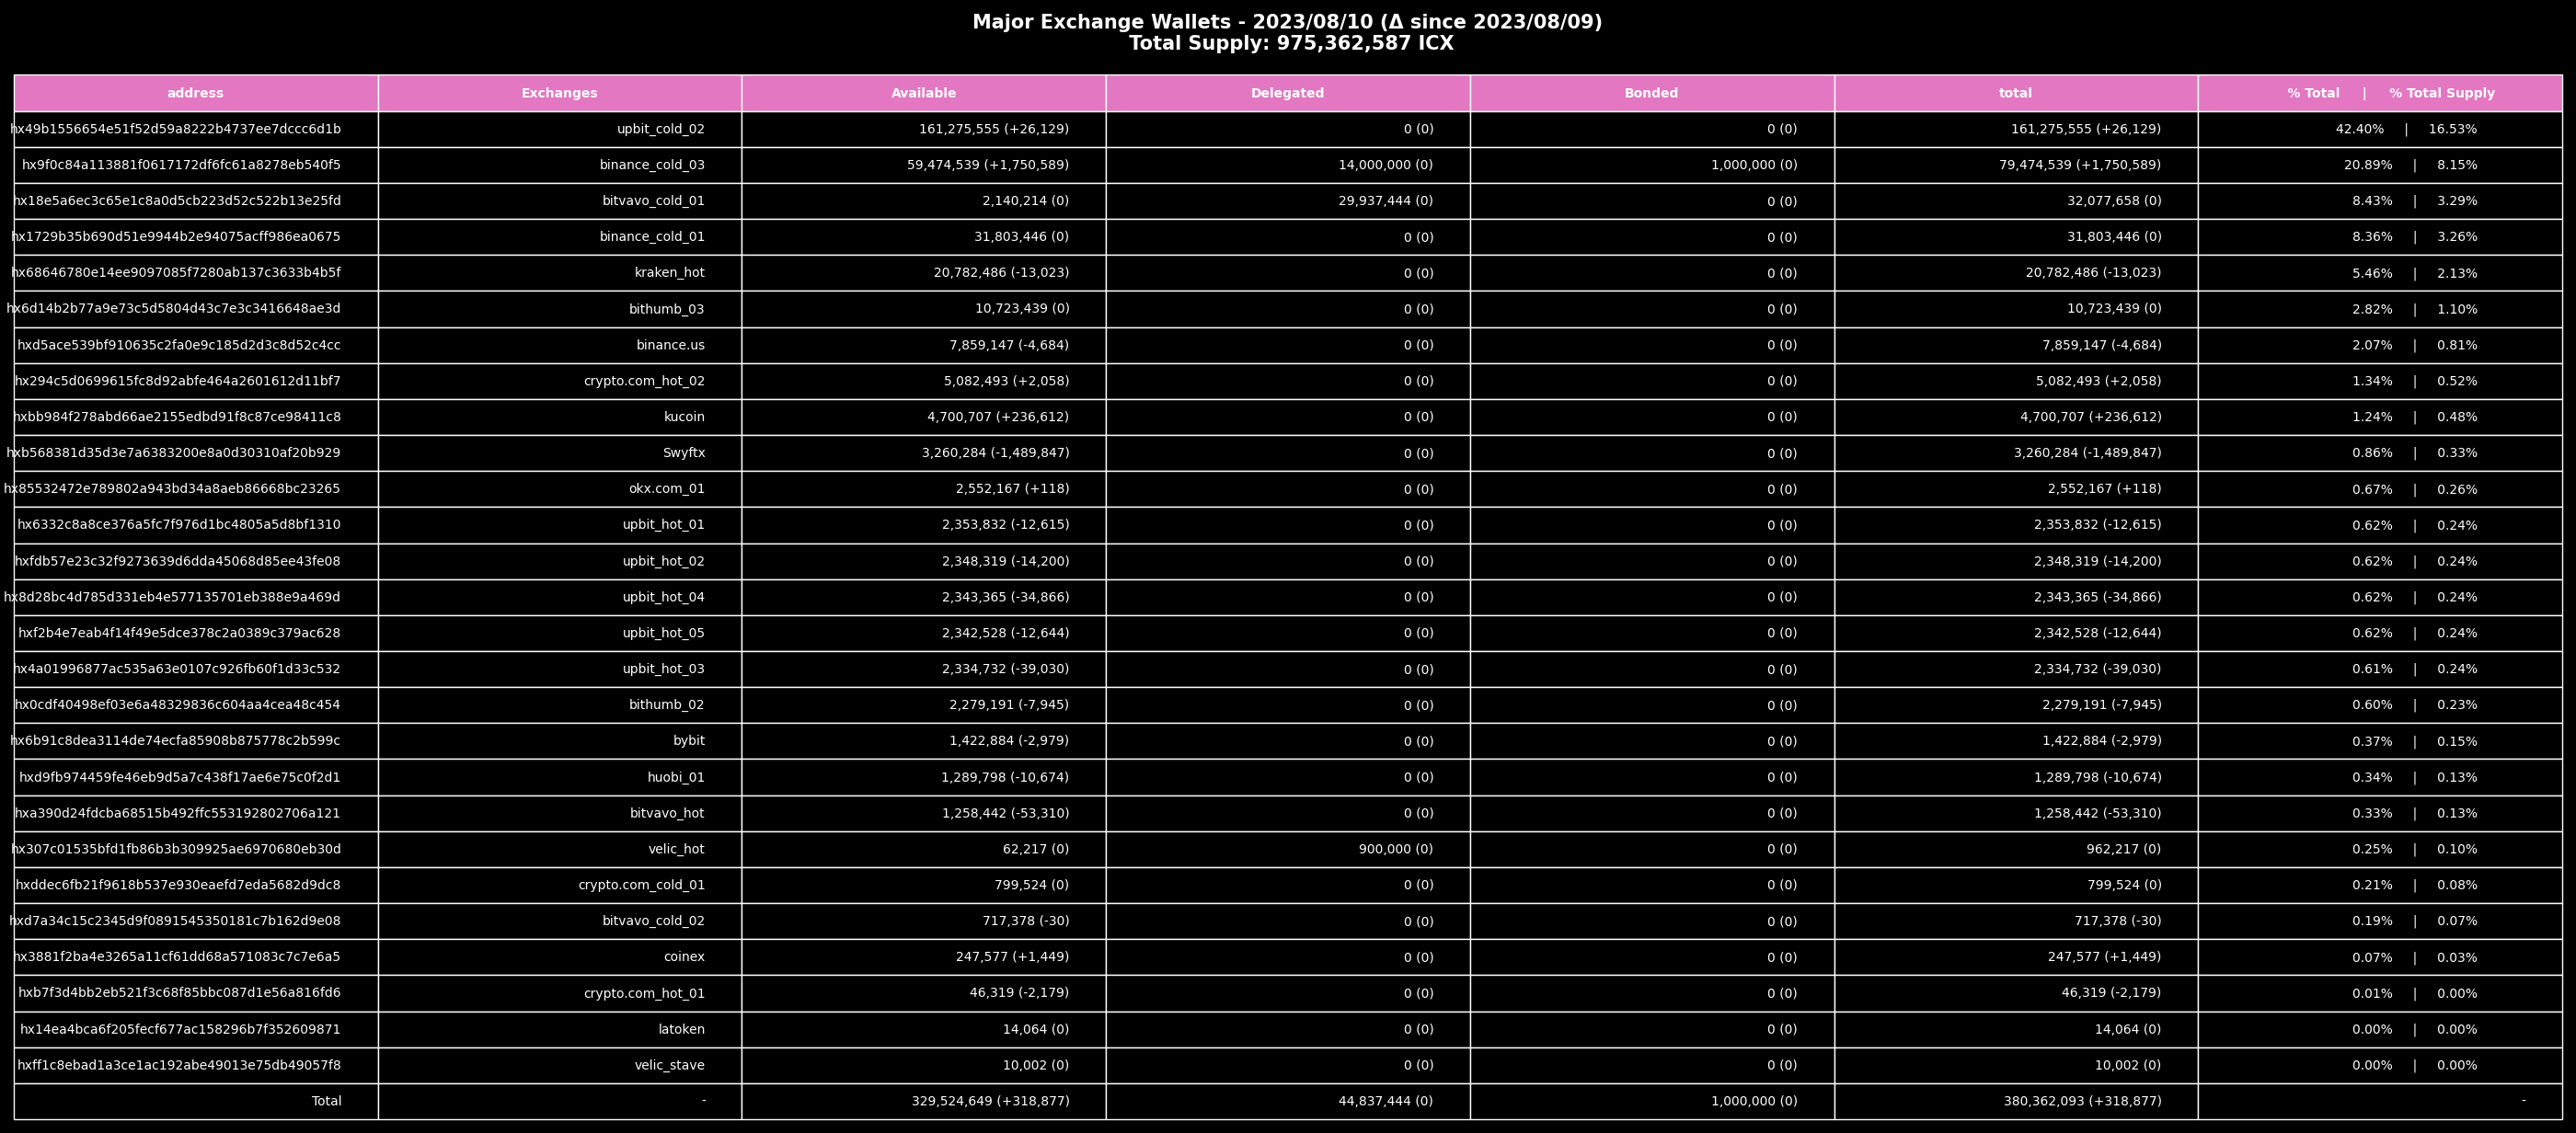 Major Exchange Wallets - 2023/08/10 (Δ since 2023/08/09)
Total Supply: 975,362,587 ICX
address Exchanges Available Delegated Bonded total % Total | % Total Supply
hx49b1556654e51f52d59a8222b4737ee7dccc6d1b upbit_cold_02 161,275,555 (+26,129) 0 (0) 0 (0) 161,275,555 (+26,129) 42.40% | 16.53%
hx9f0c84a113881f0617172df6fc61a8278eb540f5 binance_cold_03 59,474,539 (+1,750,589) 14,000,000 (0) 1,000,000 (0) 79,474,539 (+1,750,589) 20.89% | 8.15%
hx18e5a6ec3c65e1c8a0d5cb223d52c522b13e25fd bitvavo_cold_01 2,140,214 (0) 29,937,444 (0) 0 (0) 32,077,658 (0) 8.43% | 3.29%
hx1729b35b690d51e9944b2e94075acff986ea0675 binance_cold_01 31,803,446 (0) 0 (0) 0 (0) 31,803,446 (0) 8.36% | 3.26%
hx68646780e14ee9097085f7280ab137c3633b4b5f kraken_hot 20,782,486 (-13,023) 0 (0) 0 (0) 20,782,486 (-13,023) 5.46% | 2.13%
hx6d14b2b77a9e73c5d5804d43c7e3c3416648ae3d bithumb_03 10,723,439 (0) 0 (0) 0 (0) 10,723,439 (0) 2.82% | 1.10%
hxd5ace539bf910635c2fa0e9c185d2d3c8d52c4cc binance.us 7,859,147 (-4,684) 0 (0) 0 (0) 7,859,147 (-4,684) 2.07% | 0.81%
hx294c5d0699615fc8d92abfe464a2601612d11bf7 crypto.com_hot_02 5,082,493 (+2,058) 0 (0) 0 (0) 5,082,493 (+2,058) 1.34% | 0.52%
hxbb984f278abd66ae2155edbd91f8c87ce98411c8 kucoin 4,700,707 (+236,612) 0 (0) 0 (0) 4,700,707 (+236,612) 1.24% | 0.48%
hxb568381d35d3e7a6383200e8a0d30310af20b929 Swyftx 3,260,284 (-1,489,847) 0 (0) 0 (0) 3,260,284 (-1,489,847) 0.86% | 0.33%
hx85532472e789802a943bd34a8aeb86668bc23265 okx.com_01 2,552,167 (+118) 0 (0) 0 (0) 2,552,167 (+118) 0.67% | 0.26%
hx6332c8a8ce376a5fc7f976d1bc4805a5d8bf1310 upbit_hot_01 2,353,832 (-12,615) 0 (0) 0 (0) 2,353,832 (-12,615) 0.62% | 0.24%
hxfdb57e23c32f9273639d6dda45068d85ee43fe08 upbit_hot_02 2,348,319 (-14,200) 0 (0) 0 (0) 2,348,319 (-14,200) 0.62% | 0.24%
hx8d28bc4d785d331eb4e577135701eb388e9a469d upbit_hot_04 2,343,365 (-34,866) 0 (0) 0 (0) 2,343,365 (-34,866) 0.62% | 0.24%
hxf2b4e7eab4f14f49e5dce378c2a0389c379ac628 upbit_hot_05 2,342,528 (-12,644) 0 (0) 0 (0) 2,342,528 (-12,644) 0.62% | 0.24%
hx4a01996877ac535a63e0107c926fb60f1d33c532 upbit_hot_03 2,334,732 (-39,030) 0 (0) 0 (0) 2,334,732 (-39,030) 0.61% | 0.24%
hx0cdf40498ef03e6a48329836c604aa4cea48c454 bithumb_02 2,279,191 (-7,945) 0 (0) 0 (0) 2,279,191 (-7,945) 0.60% | 0.23%
hx6b91c8dea3114de74ecfa85908b875778c2b599c bybit 1,422,884 (-2,979) 0 (0) 0 (0) 1,422,884 (-2,979) 0.37% | 0.15%
hxd9fb974459fe46eb9d5a7c438f17ae6e75c0f2d1 huobi_01 1,289,798 (-10,674) 0 (0) 0 (0) 1,289,798 (-10,674) 0.34% | 0.13%
hxa390d24fdcba68515b492ffc553192802706a121 bitvavo_hot 1,258,442 (-53,310) 0 (0) 0 (0) 1,258,442 (-53,310) 0.33% | 0.13%
hx307c01535bfd1fb86b3b309925ae6970680eb30d velic_hot 62,217 (0) 900,000 (0) 0 (0) 962,217 (0) 0.25% | 0.10%
hxddec6fb21f9618b537e930eaefd7eda5682d9dc8 crypto.com_cold_01 799,524 (0) 0 (0) 0 (0) 799,524 (0) 0.21% | 0.08%
hxd7a34c15c2345d9f0891545350181c7b162d9e08 bitvavo_cold_02 717,378 (-30) 0 (0) 0 (0) 717,378 (-30) 0.19% | 0.07%
hx3881f2ba4e3265a11cf61dd68a571083c7c7e6a5 coinex 247,577 (+1,449) 0 (0) 0 (0) 247,577 (+1,449) 0.07% | 0.03%
hxb7f3d4bb2eb521f3c68f85bbc087d1e56a816fd6 crypto.com_hot_01 46,319 (-2,179) 0 (0) 0 (0) 46,319 (-2,179) 0.01% | 0.00%
hx14ea4bca6f205fecf677ac158296b7f352609871 latoken 14,064 (0) 0 (0) 0 (0) 14,064 (0) 0.00% | 0.00%
hxff1c8ebad1a3ce1ac192abe49013e75db49057f8 velic_stave 10,002 (0) 0 (0) 0 (0) 10,002 (0) 0.00% | 0.00%
Total - 329,524,649 (+318,877) 44,837,444 (0) 1,000,000 (0) 380,362,093 (+318,877) -